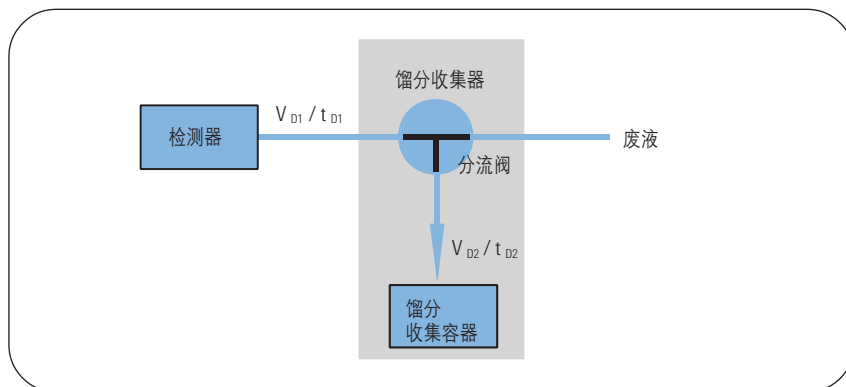 馏分收集器
V D1 / t D1
检测器
废液
分流阀
V D2 / t D2
馏分
收集容器